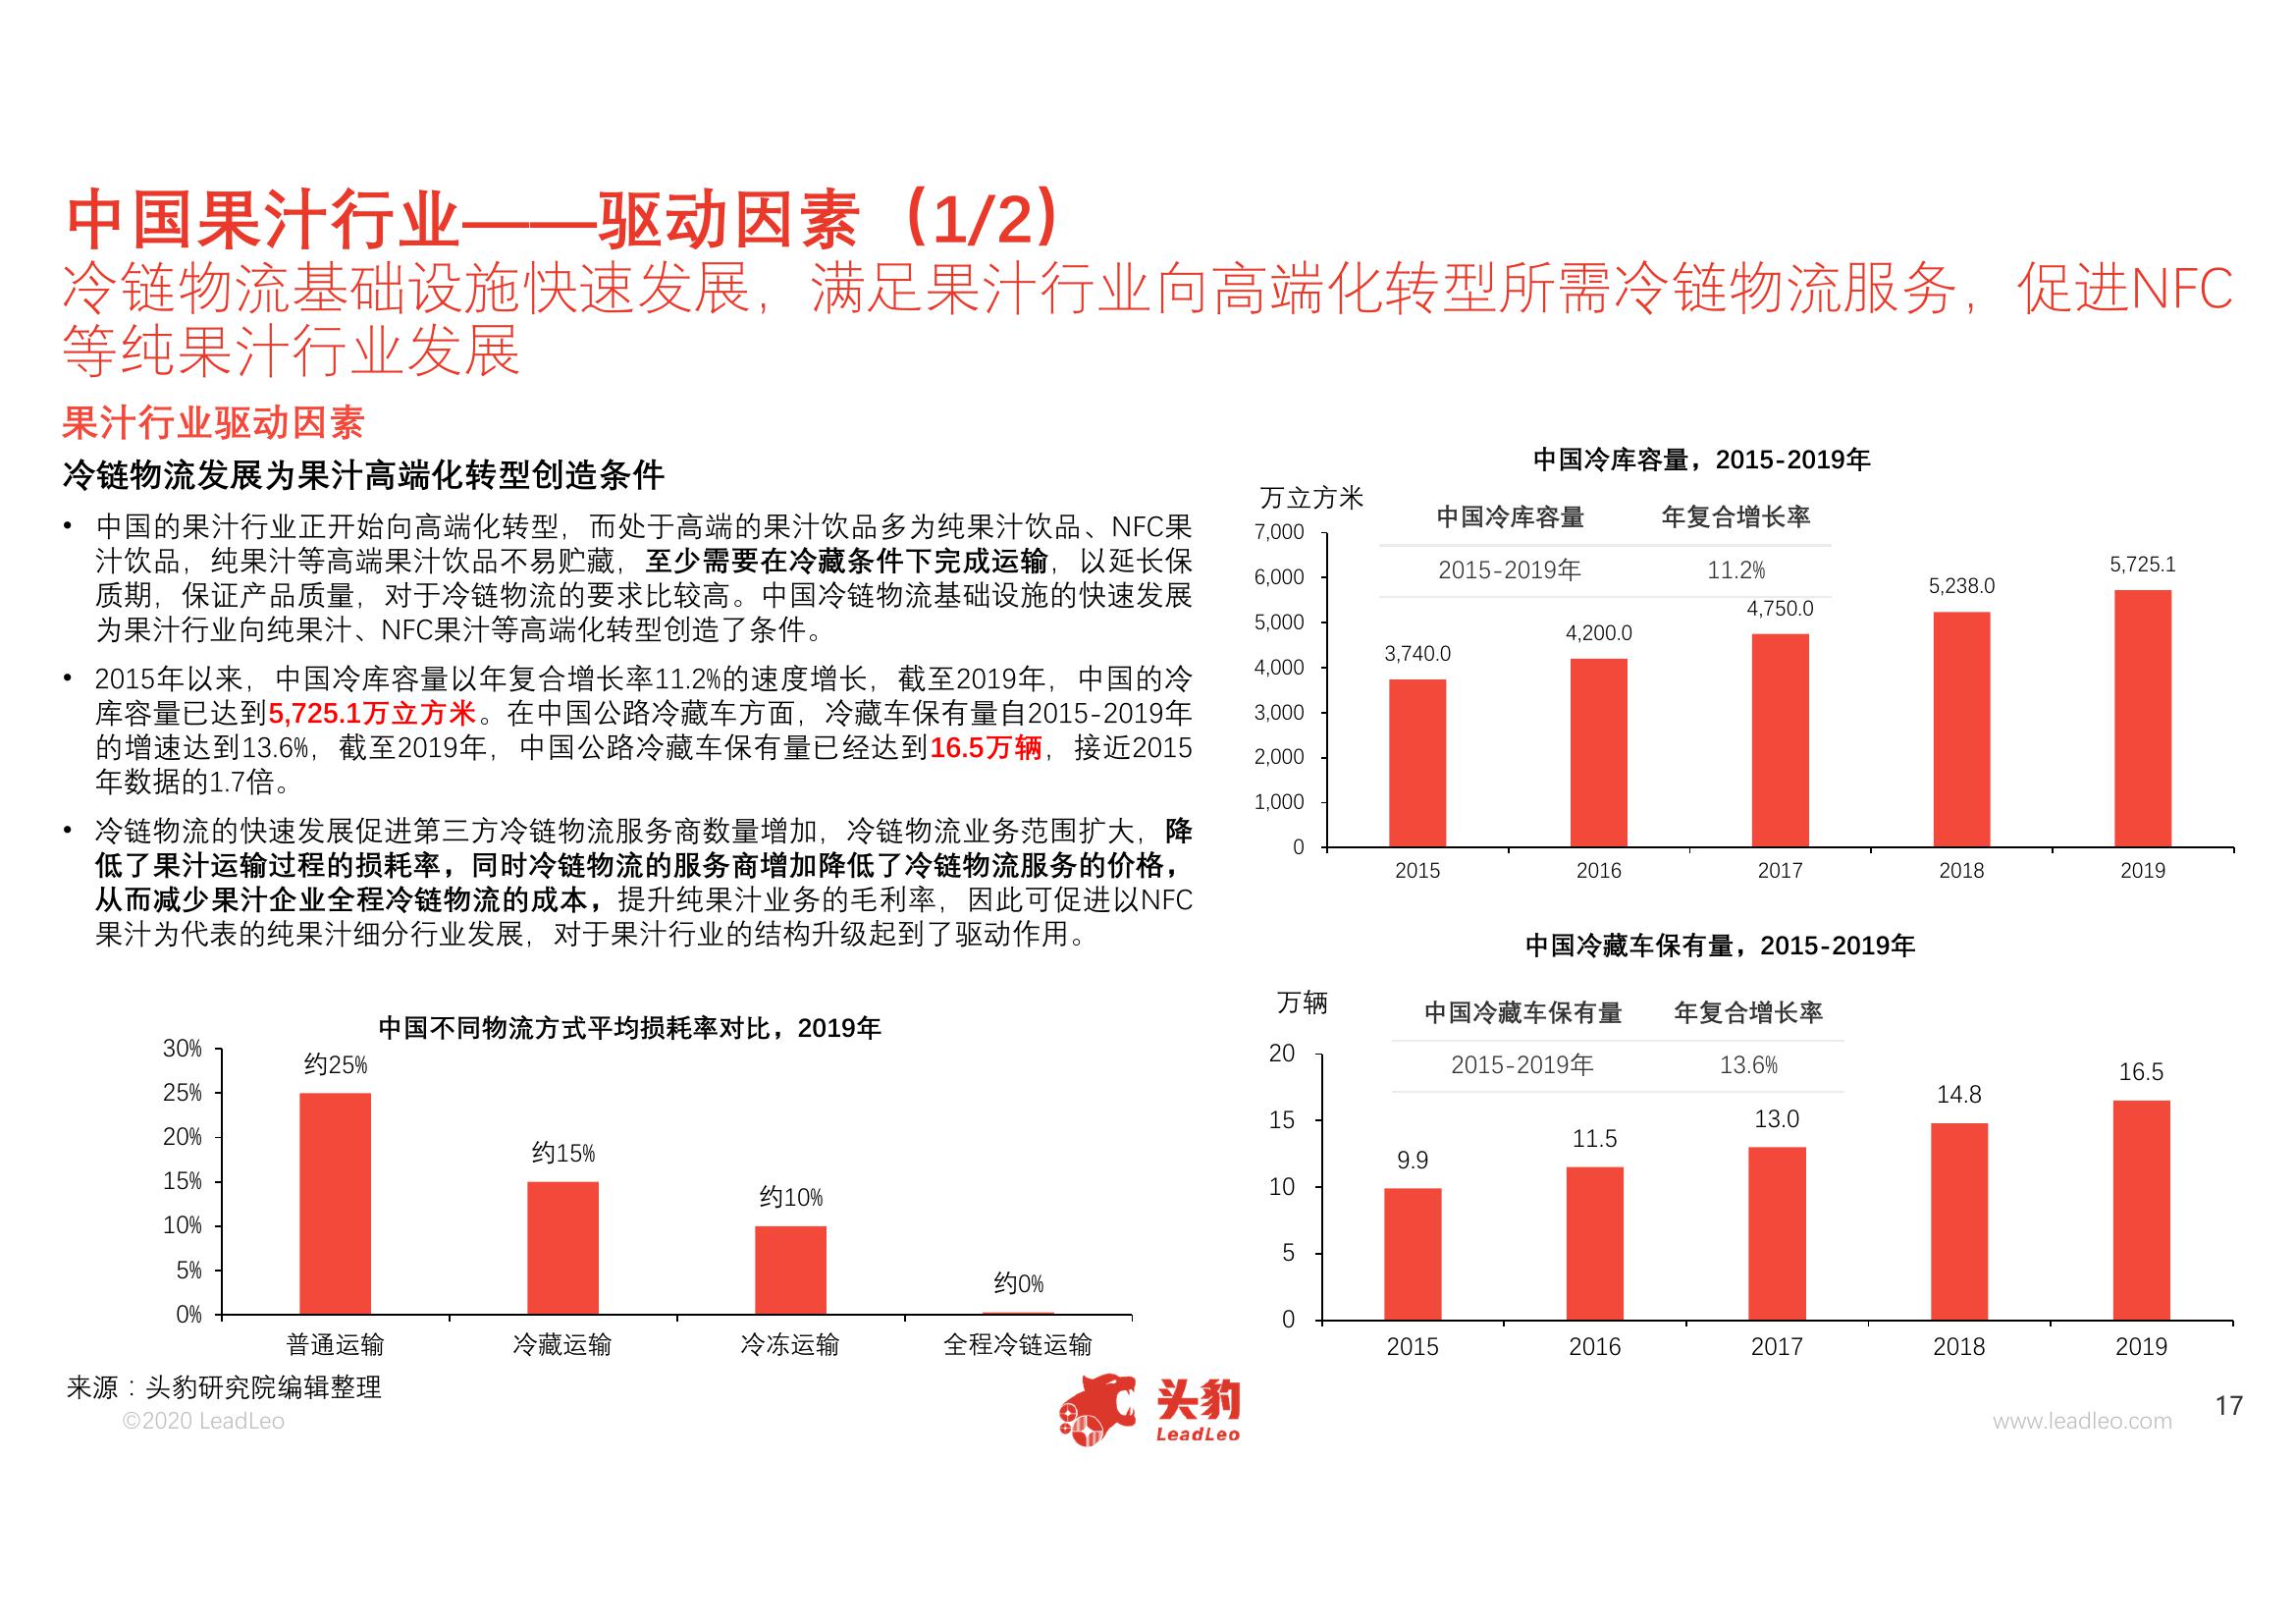 中国果汁行业——驱动因素（1/2）
冷链物流基础设施快速发展，满足果汁行业向高端化转型所需冷链物流服务，促进NFC
等纯果汁行业发展
果汁行业驱动因素
冷链物流发展为果汁高端化转型创造条件
• 中国的果汁行业正开始向高端化转型，而处于高端的果汁饮品多为纯果汁饮品、NFC果
汁饮品，纯果汁等高端果汁饮品不易贮藏，至少需要在冷藏条件下完成运输，以延长保
质期，保证产品质量，对于冷链物流的要求比较高。中国冷链物流基础设施的快速发展
为果汁行业向纯果汁、NFC果汁等高端化转型创造了条件。
• 2015年以来，中国冷库容量以年复合增长率11.2%的速度增长，截至2019年，中国的冷
库容量已达到5,725.1万立方米。在中国公路冷藏车方面，冷藏车保有量自2015-2019年
的增速达到13.6%，截至2019年，中国公路冷藏车保有量已经达到16.5万辆，接近2015
年数据的1.7倍。
• 冷链物流的快速发展促进第三方冷链物流服务商数量增加，冷链物流业务范围扩大，降
低了果汁运输过程的损耗率，同时冷链物流的服务商增加降低了冷链物流服务的价格，
从而减少果汁企业全程冷链物流的成本，提升纯果汁业务的毛利率，因此可促进以NFC
果汁为代表的纯果汁细分行业发展，对于果汁行业的结构升级起到了驱动作用。
中国不同物流方式平均损耗率对比，2019年
30%
25%
20%
15%
10%
5%
0%
约25%
约15%
约10%
约0%
普通运输 冷藏运输 冷冻运输 全程冷链运输
中国冷库容量，2015-2019年
万立方米
中国冷库容量 年复合增长率
2015-2019年 11.2%
7,000
6,000
5,000
4,000
3,000
2,000
1,000
0
3,740.0
4,200.0
4,750.0
5,238.0
5,725.1
2015 2016 2017 2018 2019
中国冷藏车保有量，2015-2019年
万辆
中国冷藏车保有量 年复合增长率
2015-2019年 13.6%
20
15
10
5
0
9.9
11.5
13.0
14.8
16.5
2015 2016 2017 2018 2019
来源：头豹研究院编辑整理
©2020 LeadLeo
头豹
LeadLeo
www.leadleo.com
17